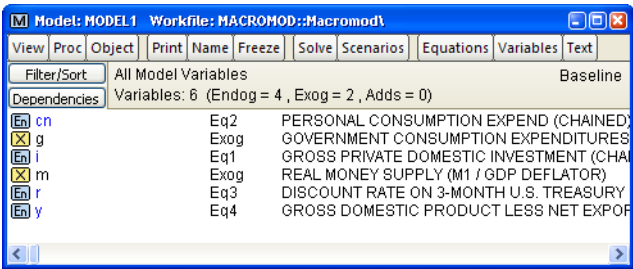 M Model: MODEL1 Workfile: MACROMOD::Macromod\
View Proc Object Print Name Freeze Solve Scenarios Equations Variables Text
Filter/Sort All Model Variables Baseline
Dependencies Variables: 6 (Endog = 4 , Exog = 2 , Adds = 0)
En cn Eq2 PERSONAL CONSUMPTION EXPEND (CHAINED)
X g Exog GOVERNMENT CONSUMPTION EXPENDITURES
En i Eq1 GROSS PRIVATE DOMESTIC INVESTMENT (CHAI
X m Exog REAL MONEY SUPPLY (M1 / GDP DEFLATOR)
En r Eq3 DISCOUNT RATE ON 3-MONTH U.S. TREASURY
En y Eq4 GROSS DOMESTIC PRODUCT LESS NET EXPOF